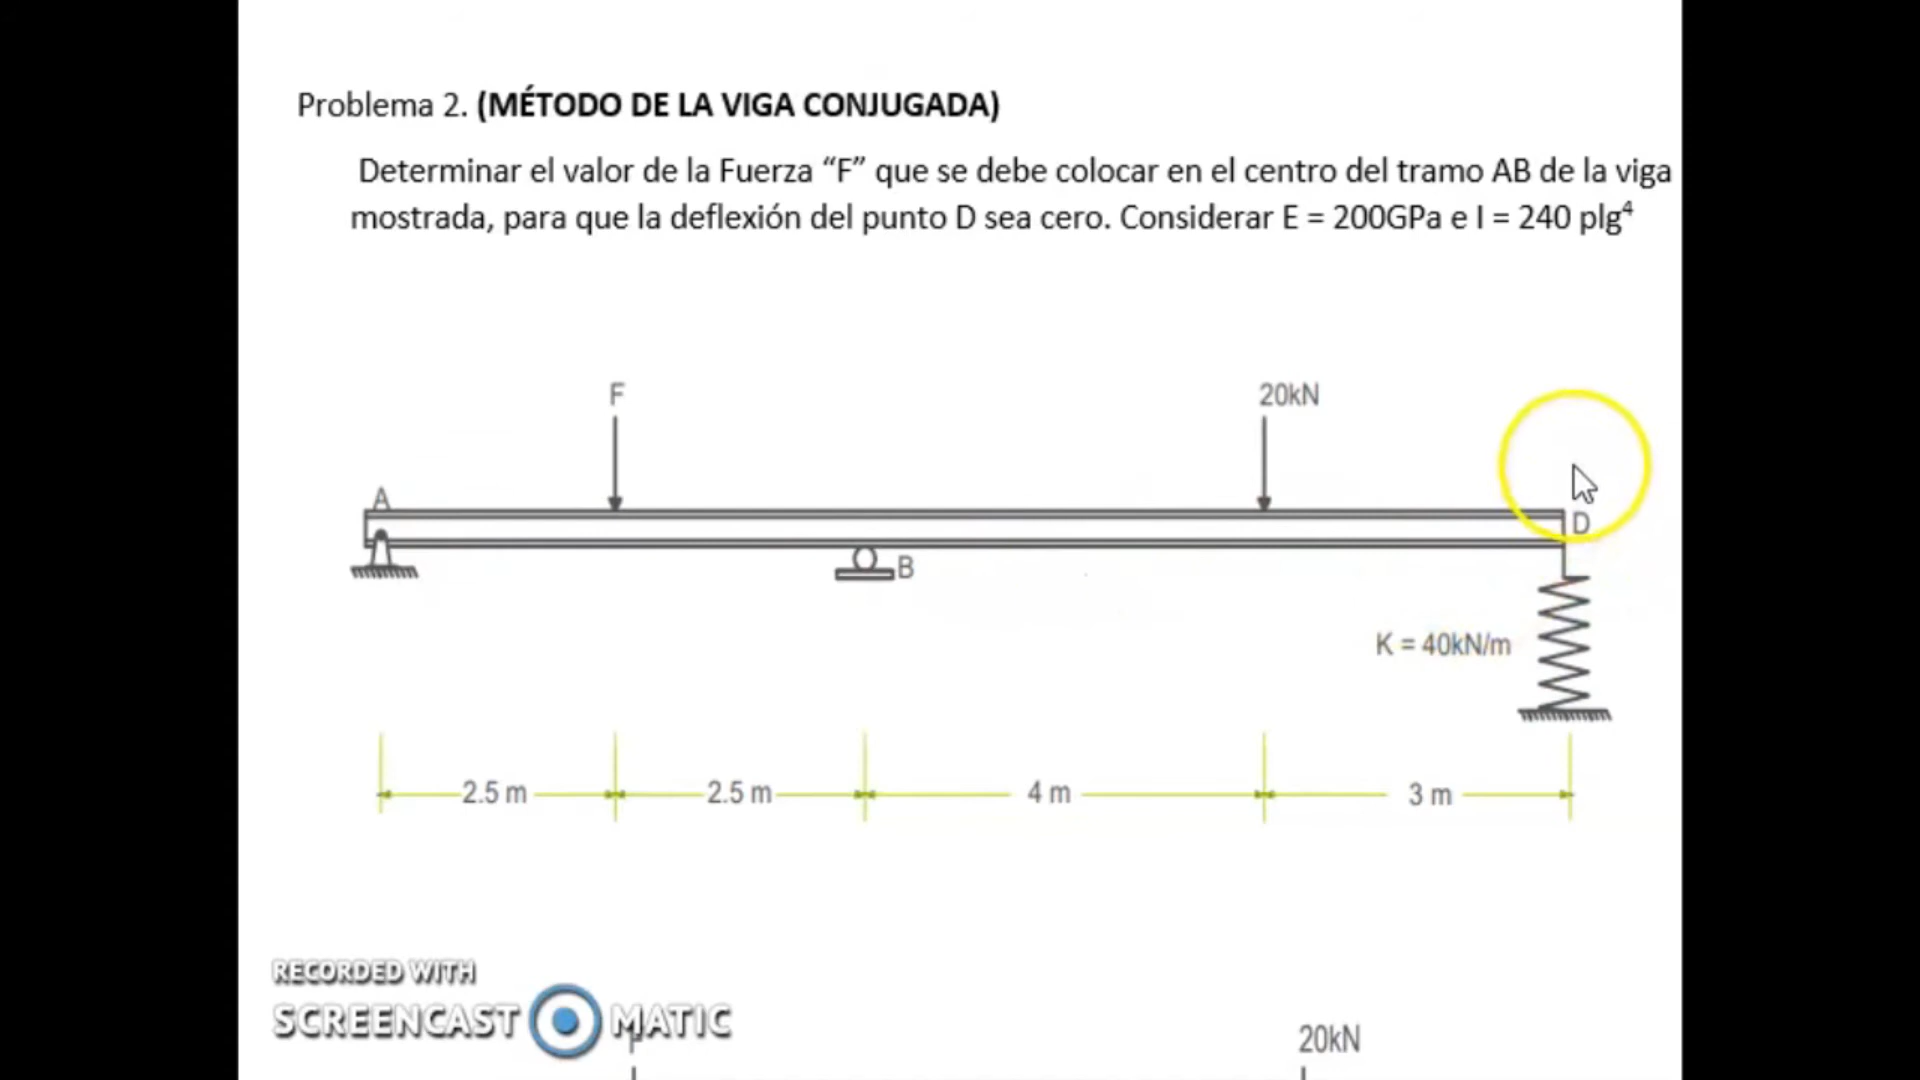 Problema 2. (MÉTODO DE LA VIGA CONJUGADA)
Determinar el valor de la Fuerza “F” que se debe colocar en el centro del tramo AB de la viga
mostrada, para que la deflexión del punto D sea cero. Considerar E = 200GPa e I = 240 plg⁴
F
20kN
A
D
B
K = 40kN/m
2.5 m
2.5 m
4 m
3 m
RECORDED WITH
SCREENCAST MATIC
F
20kN